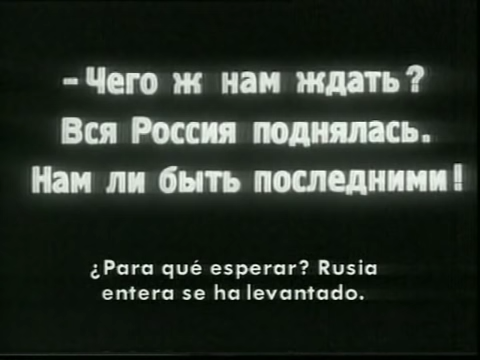 – Чего ж нам ждать?
Вся Россия поднялась.
Нам ли быть последними!
¿Para qué esperar? Rusia
entera se ha levantado.